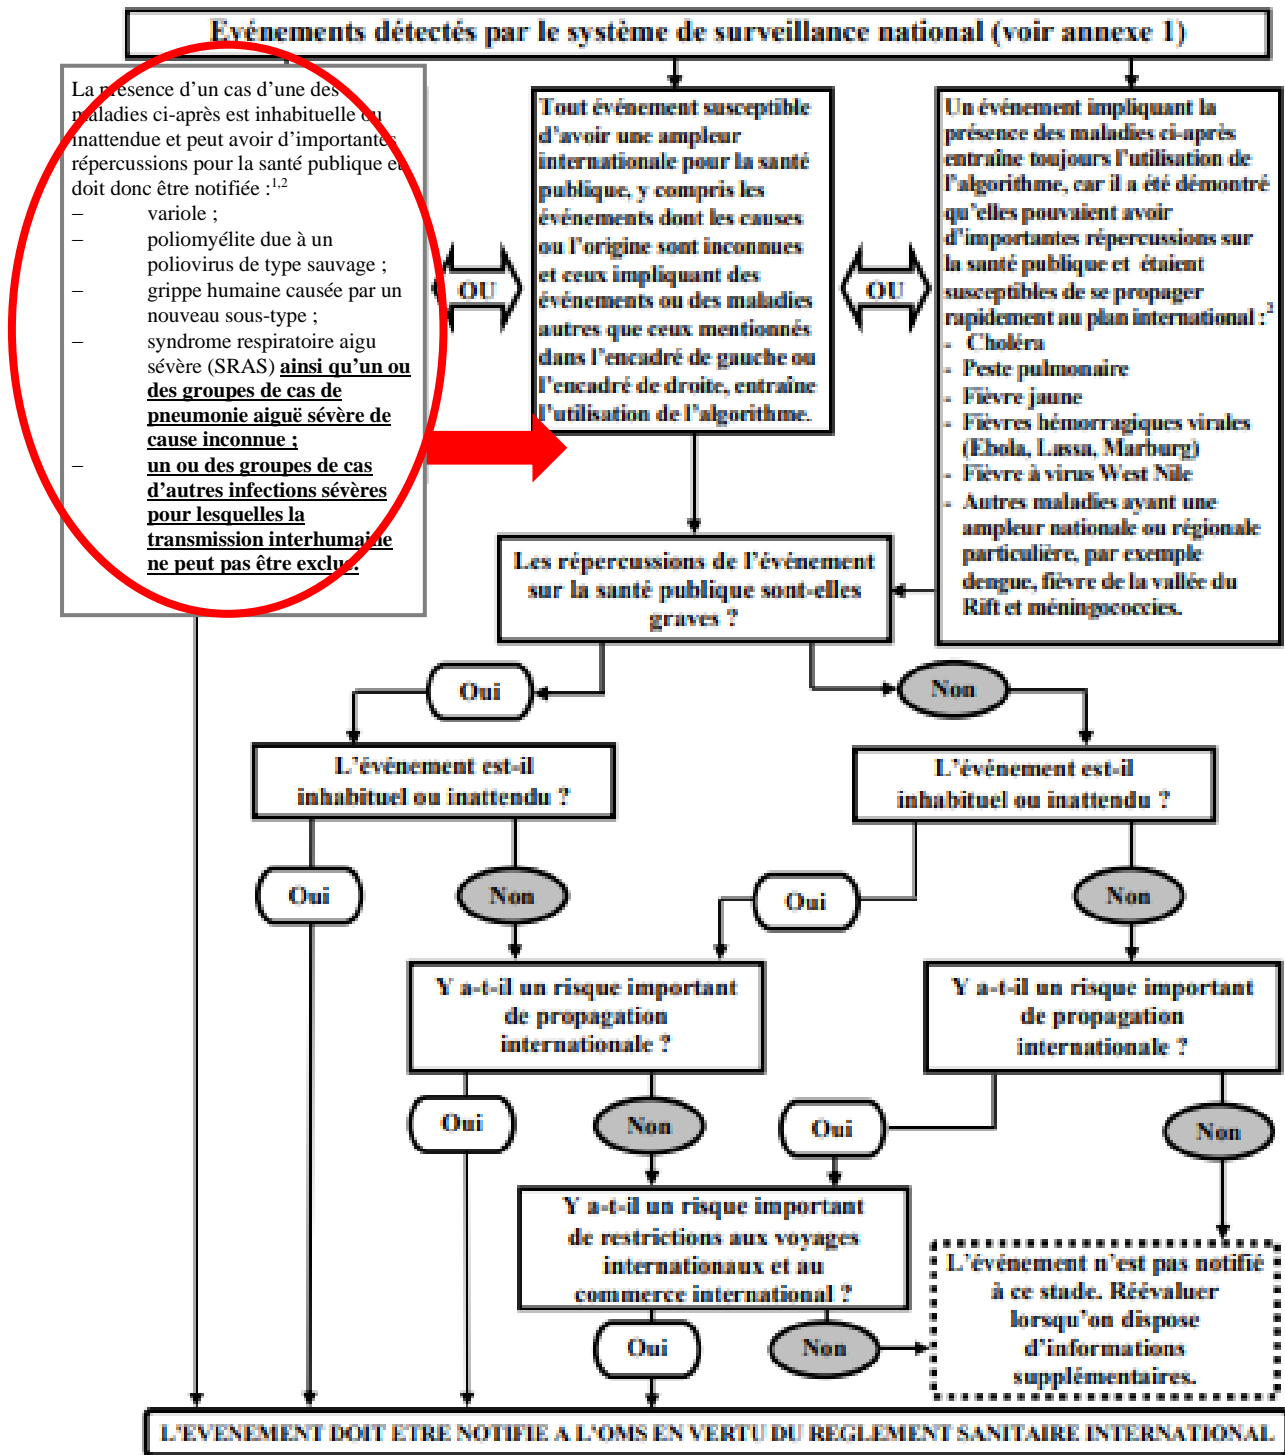 Evénements détectés par le système de surveillance national (voir annexe 1)
La présence d’un cas d’une des
maladies ci-après est inhabituelle ou
inattendue et peut avoir d’importantes
répercussions pour la santé publique et
doit donc être notifiée :1,2
– variole ;
– poliomyélite due à un
poliovirus de type sauvage ;
– grippe humaine causée par un
nouveau sous-type ;
– syndrome respiratoire aigu
sévère (SRAS) ainsi qu’un ou
des groupes de cas de
pneumonie aiguë sévère de
cause inconnue ;
– un ou des groupes de cas
d’autres infections sévères
pour lesquelles la
transmission interhumaine
ne peut pas être exclue.
OU
Tout événement susceptible
d’avoir une ampleur
internationale pour la santé
publique, y compris les
événements dont les causes
ou l’origine sont inconnues
et ceux impliquant des
événements ou des maladies
autres que ceux mentionnés
dans l’encadré de gauche ou
l’encadré de droite, entraîne
l’utilisation de l’algorithme.
OU
Un événement impliquant la
présence des maladies ci-après
entraîne toujours l’utilisation de
l’algorithme, car il a été démontré
qu’elles pouvaient avoir
d’importantes répercussions sur
la santé publique et étaient
susceptibles de se propager
rapidement au plan international :2
- Choléra
- Peste pulmonaire
- Fièvre jaune
- Fièvres hémorragiques virales
(Ebola, Lassa, Marburg)
- Fièvre à virus West Nile
- Autres maladies ayant une
ampleur nationale ou régionale
particulière, par exemple
dengue, fièvre de la vallée du
Rift et méningococcies.
Les répercussions de l’événement
sur la santé publique sont-elles
graves ?
Oui
Non
L’événement est-il
inhabituel ou inattendu ?
L’événement est-il
inhabituel ou inattendu ?
Oui
Non
Oui
Non
Y a-t-il un risque important
de propagation
internationale ?
Y a-t-il un risque important
de propagation
internationale ?
Oui
Non
Oui
Non
Y a-t-il un risque important
de restrictions aux voyages
internationaux et au
commerce international ?
L’événement n’est pas notifié
à ce stade. Réévaluer
lorsqu’on dispose
d’informations
supplémentaires.
Oui
Non
L’EVENEMENT DOIT ETRE NOTIFIE A L’OMS EN VERTU DU REGLEMENT SANITAIRE INTERNATIONAL